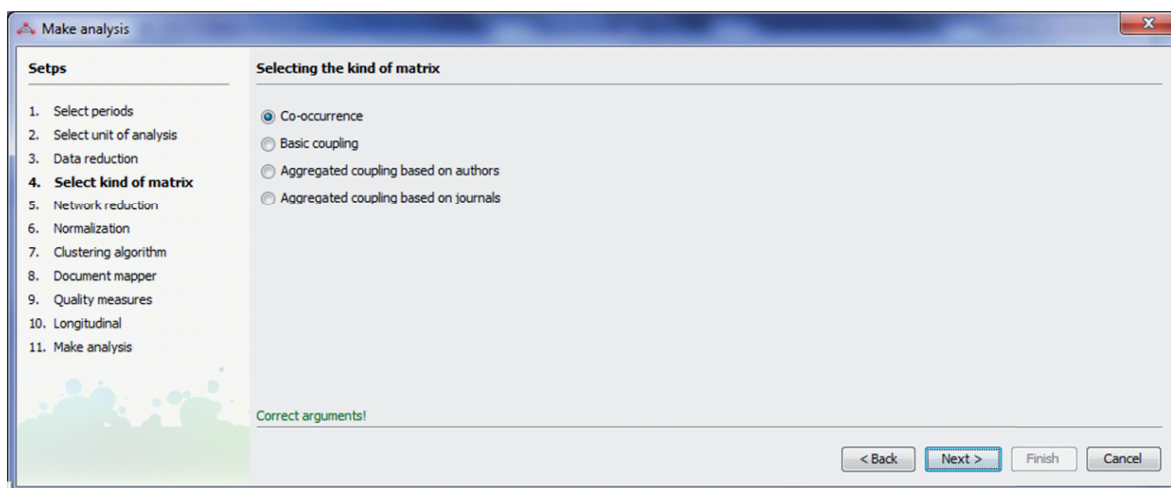 Make analysis
Setps
1. Select periods
2. Select unit of analysis
3. Data reduction
4. Select kind of matrix
5. Network reduction
6. Normalization
7. Clustering algorithm
8. Document mapper
9. Quality measures
10. Longitudinal
11. Make analysis
Selecting the kind of matrix
Co-occurrence
Basic coupling
Aggregated coupling based on authors
Aggregated coupling based on journals
Correct arguments!
< Back Next > Finish Cancel